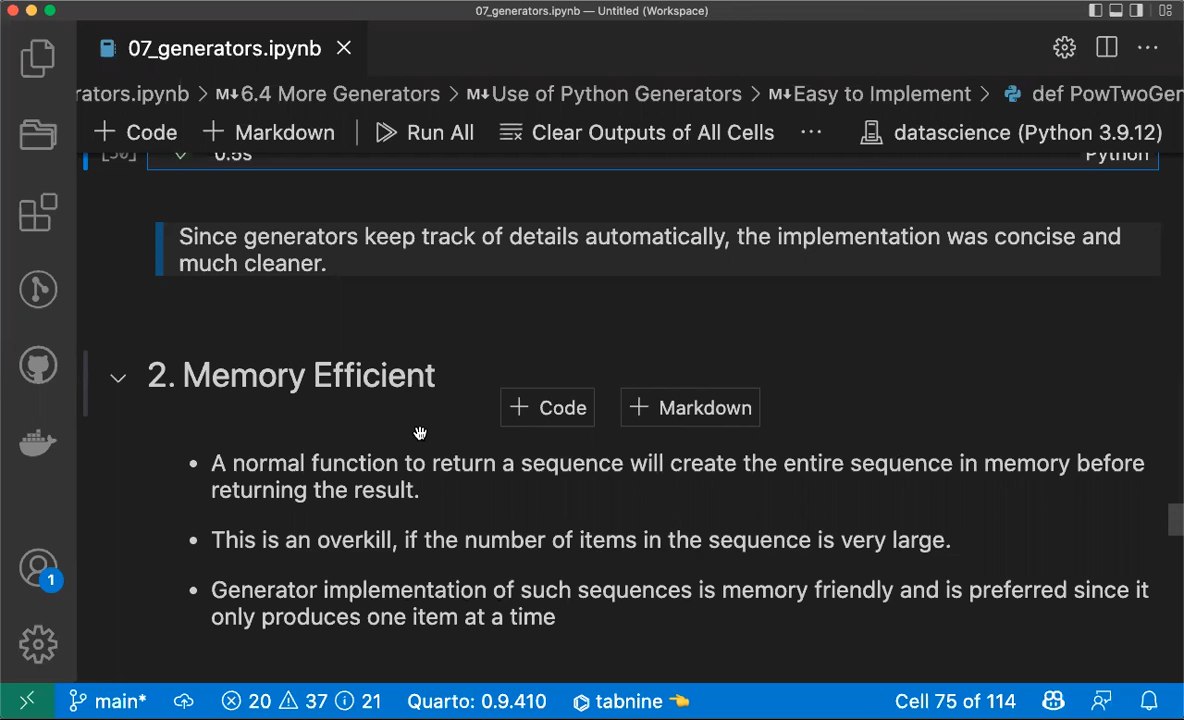 07_generators.ipynb — Untitled (Workspace)
07_generators.ipynb
rators.ipynb > M↓6.4 More Generators > M↓Use of Python Generators > M↓Easy to Implement > def PowTwoGen
+ Code + Markdown | Run All Clear Outputs of All Cells ... datascience (Python 3.9.12)
0.5s Python
Since generators keep track of details automatically, the implementation was concise and
much cleaner.
2. Memory Efficient
+ Code + Markdown
• A normal function to return a sequence will create the entire sequence in memory before
returning the result.
• This is an overkill, if the number of items in the sequence is very large.
• Generator implementation of such sequences is memory friendly and is preferred since it
only produces one item at a time
1
main* 20 37 21 Quarto: 0.9.410 tabnine Cell 75 of 114